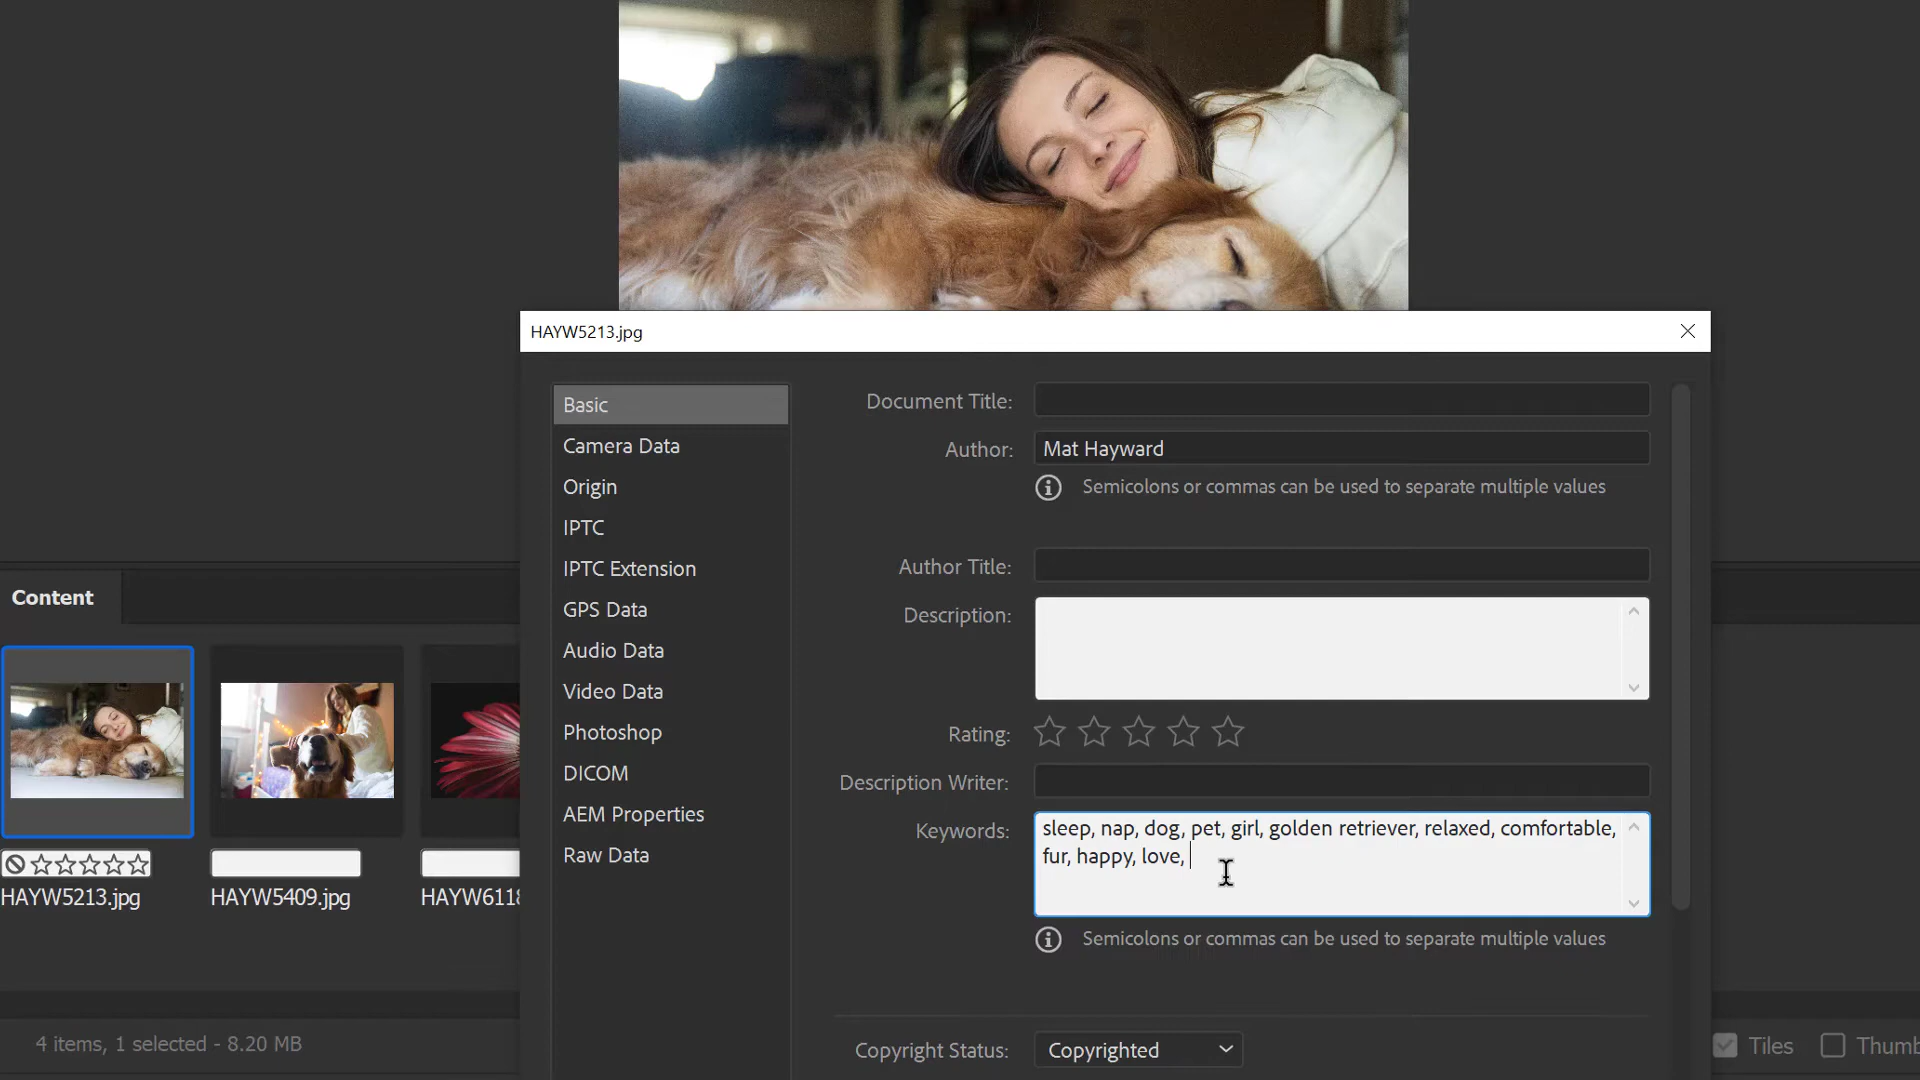 HAYW5213.jpg
Basic
Camera Data
Origin
IPTC
IPTC Extension
GPS Data
Audio Data
Video Data
Photoshop
DICOM
AEM Properties
Raw Data
Document Title:
Author: Mat Hayward
Semicolons or commas can be used to separate multiple values
Author Title:
Description:
Rating:
Description Writer:
Keywords: sleep, nap, dog, pet, girl, golden retriever, relaxed, comfortable,
fur, happy, love,
Semicolons or commas can be used to separate multiple values
Copyright Status: Copyrighted
Content
HAYW5213.jpg
HAYW5409.jpg
HAYW6118
4 items, 1 selected - 8.20 MB
Tiles
Thumb